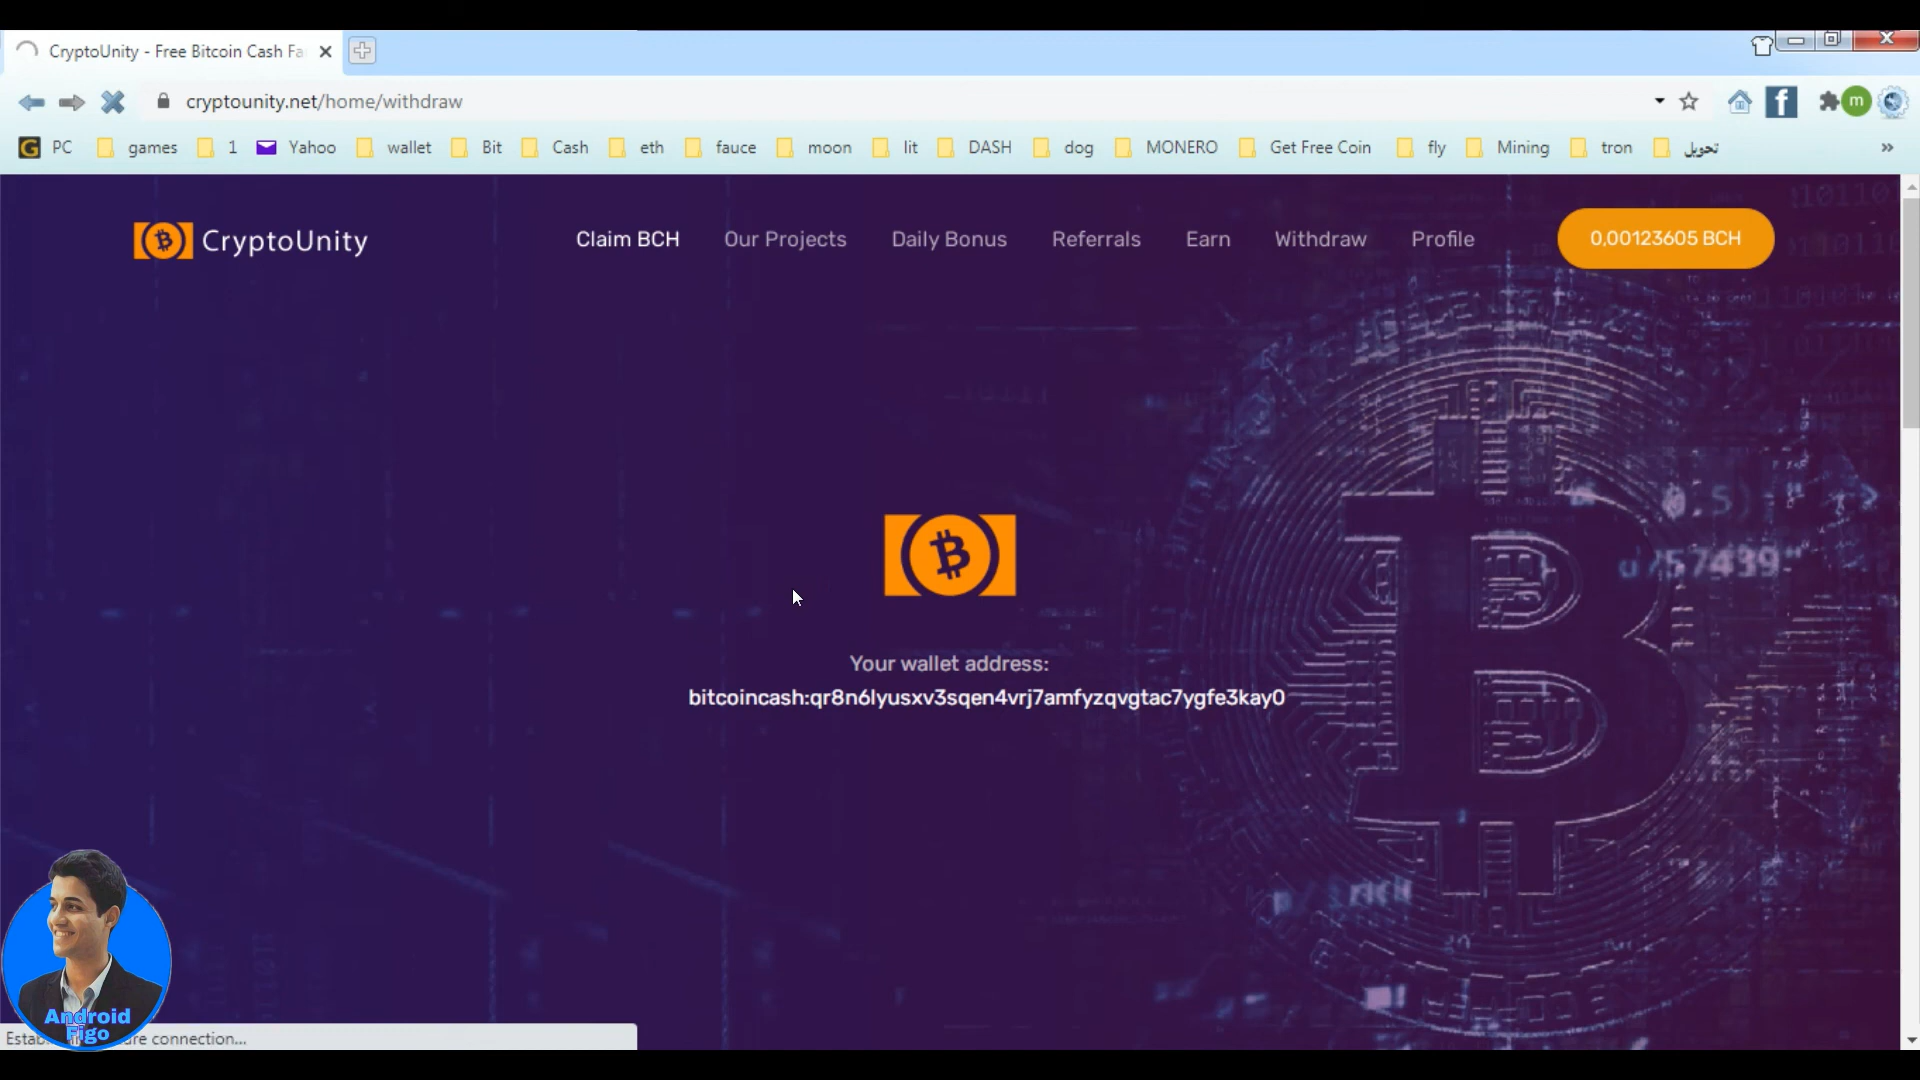 CryptoUnity - Free Bitcoin Cash Fa
cryptounity.net/home/withdraw
m
PC games 1 Yahoo wallet Bit Cash eth fauce moon lit DASH dog MONERO Get Free Coin fly Mining tron تحويل »
CryptoUnity
Claim BCH Our Projects Daily Bonus Referrals Earn Withdraw Profile 0,00123605 BCH
Your wallet address:
bitcoincash:qr8n6lyusxv3sqen4vrj7amfyzqvgtac7ygfe3kay0
Android
Figo
connection...